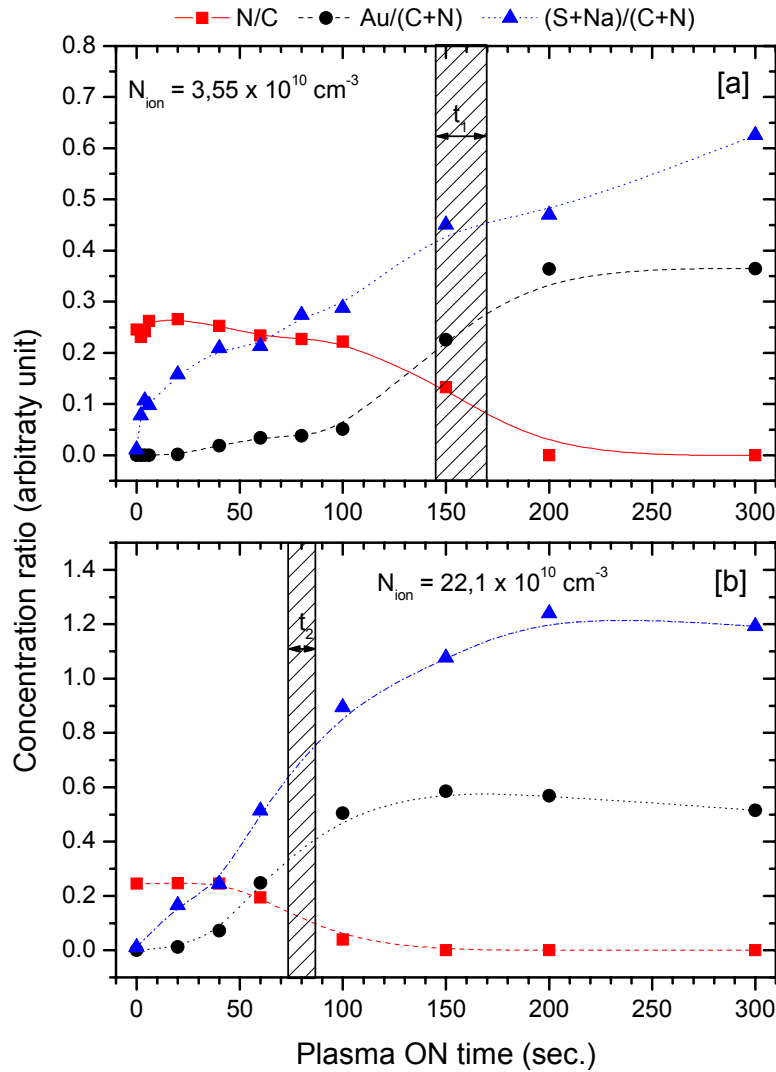 N/C Au/(C+N) (S+Na)/(C+N)
0.8
0.7
0.6
0.5
0.4
0.3
0.2
0.1
0.0
N_ion = 3,55 x 10^10 cm^-3
[a]
t_1
0 50 100 150 200 250 300
1.4
1.2
1.0
0.8
0.6
0.4
0.2
0.0
N_ion = 22,1 x 10^10 cm^-3
[b]
t_2
0 50 100 150 200 250 300
Concentration ratio (arbitraty unit)
Plasma ON time (sec.)